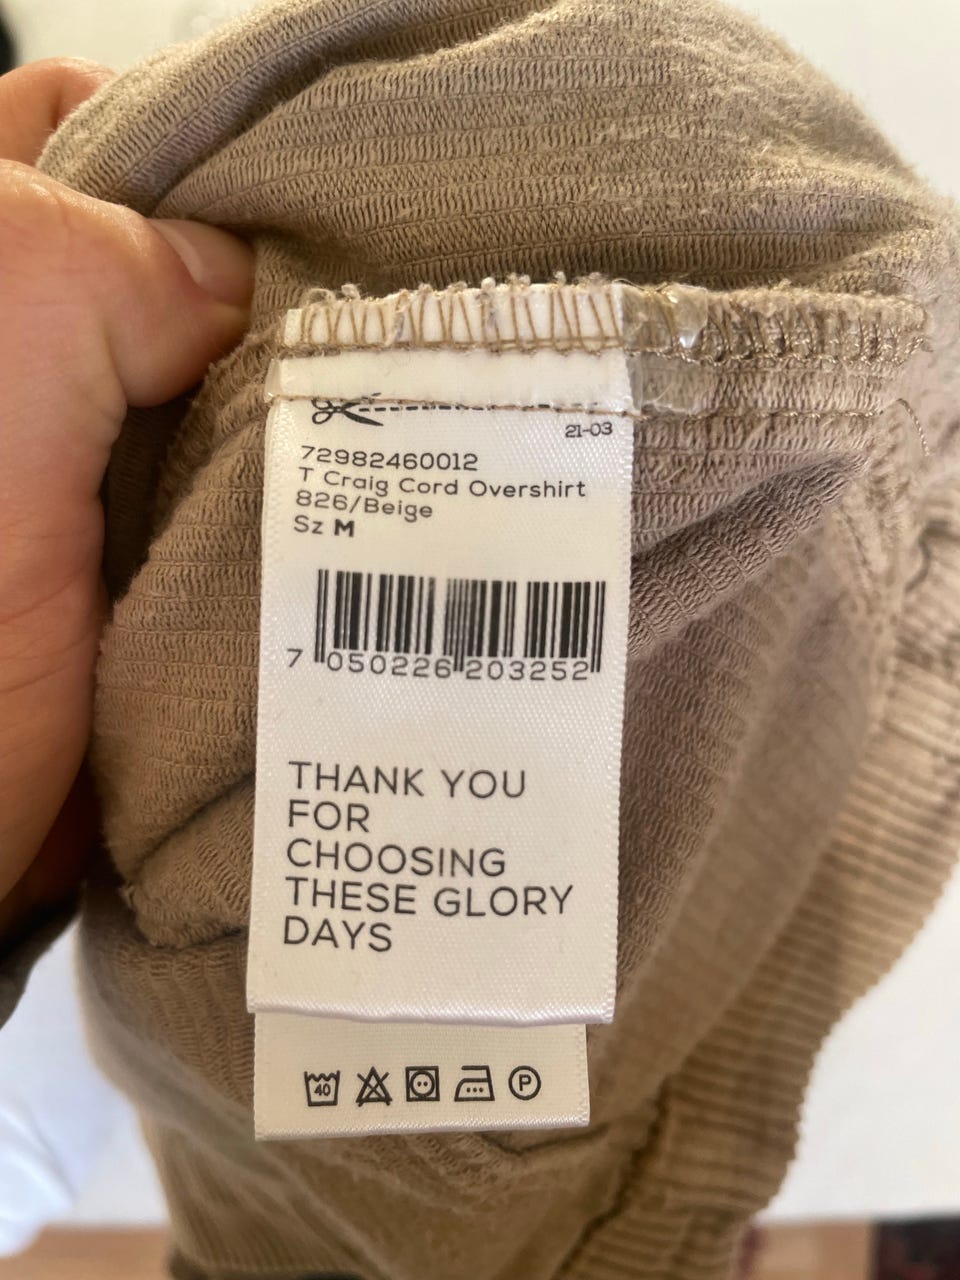 21-03
72982460012
T Craig Cord Overshirt
826/Beige
Sz M
7 050226 203252
THANK YOU
FOR
CHOOSING
THESE GLORY
DAYS
40 P